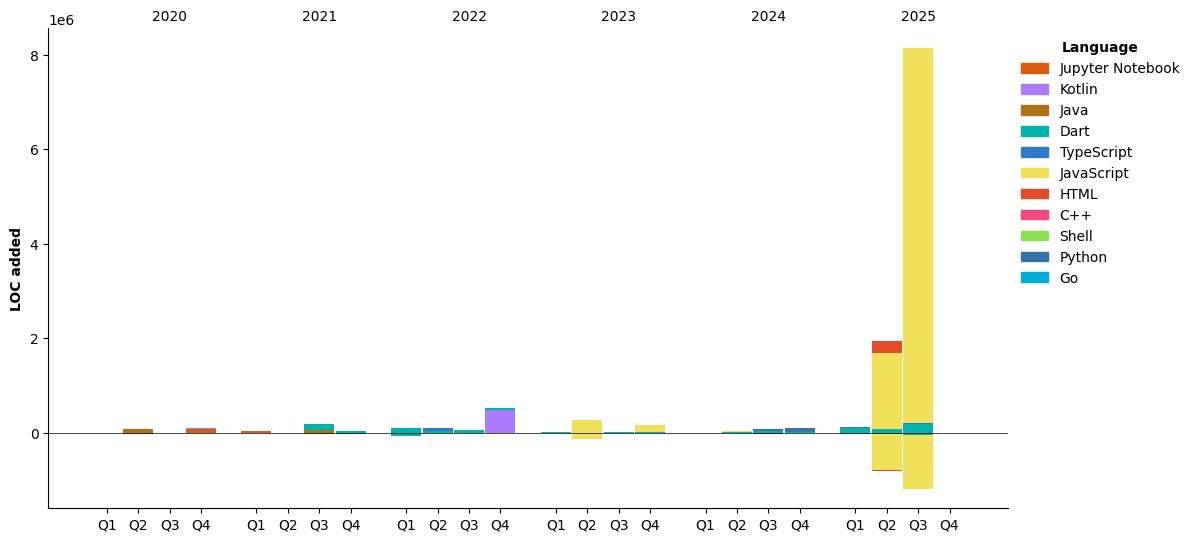 1e6
2020 2021 2022 2023 2024 2025
Language
Jupyter Notebook
Kotlin
Java
Dart
TypeScript
JavaScript
HTML
C++
Shell
Python
Go
LOC added
8
6
4
2
0
Q1 Q2 Q3 Q4 Q1 Q2 Q3 Q4 Q1 Q2 Q3 Q4 Q1 Q2 Q3 Q4 Q1 Q2 Q3 Q4 Q1 Q2 Q3 Q4